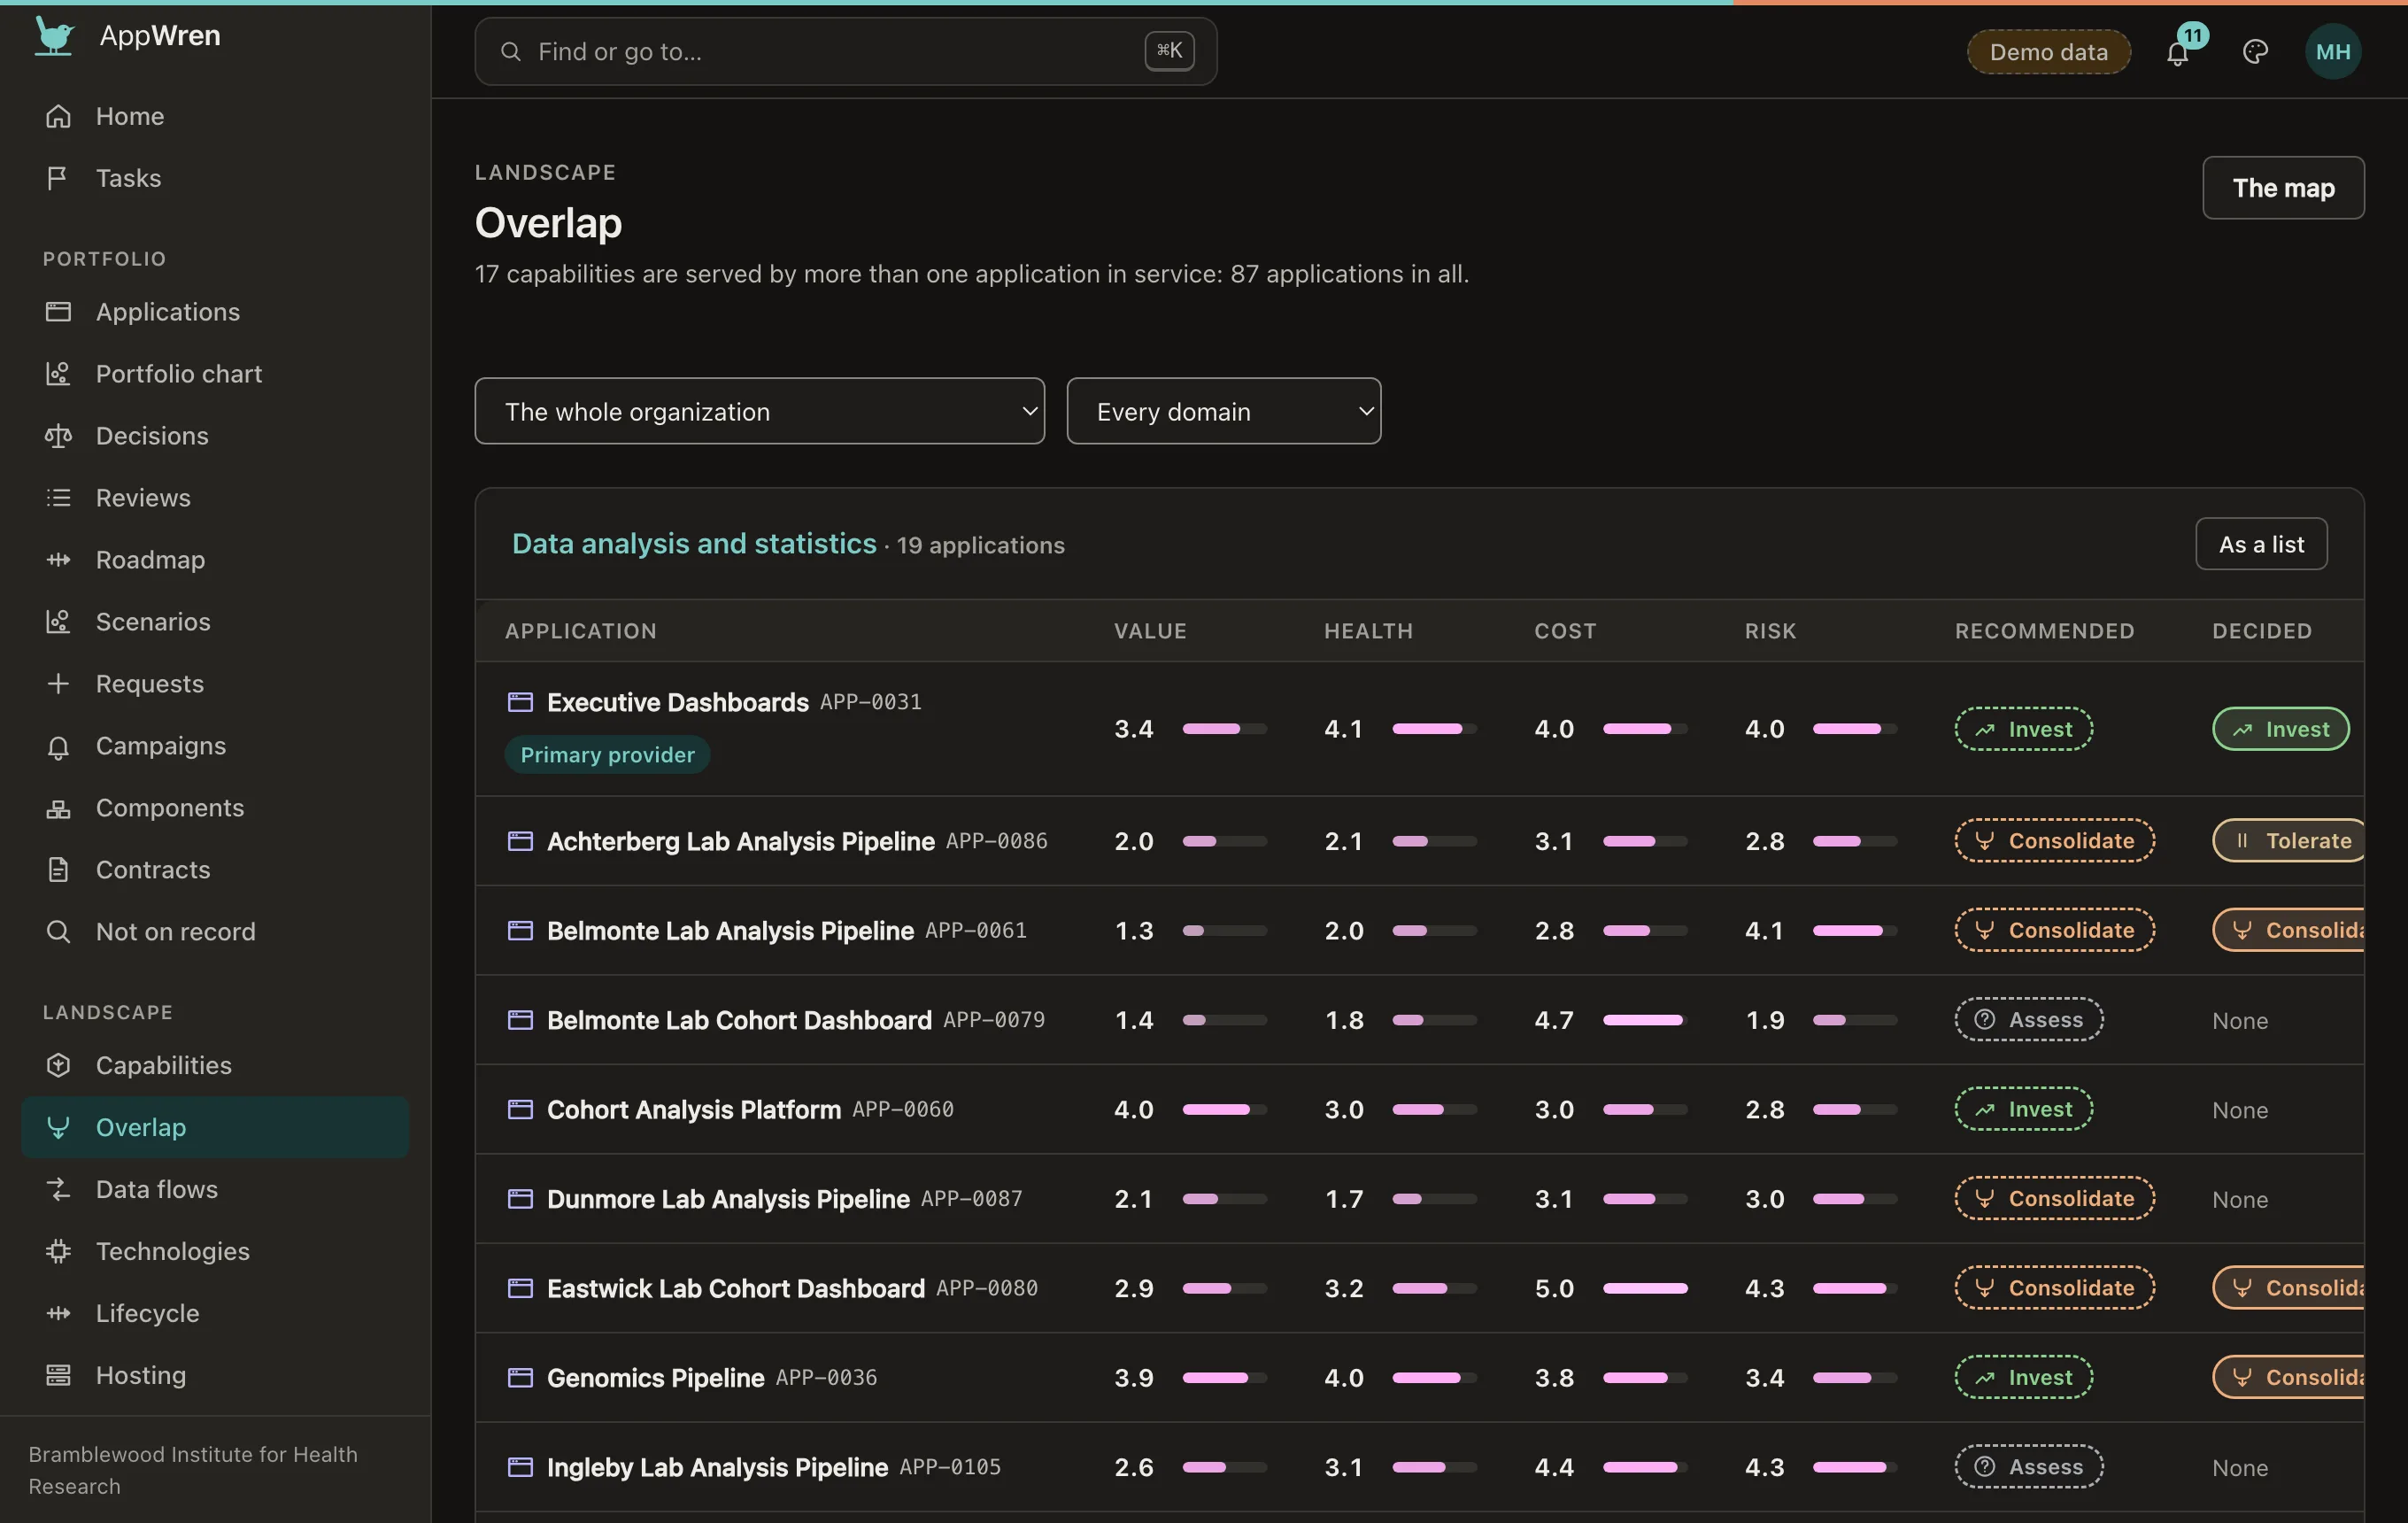 AppWren
Find or go to...
⌘K
Demo data
11
MH
Home
Tasks
PORTFOLIO
Applications
Portfolio chart
Decisions
Reviews
Roadmap
Scenarios
Requests
Campaigns
Components
Contracts
Not on record
LANDSCAPE
Capabilities
Overlap
Data flows
Technologies
Lifecycle
Hosting
Bramblewood Institute for Health
Research
LANDSCAPE
Overlap
17 capabilities are served by more than one application in service: 87 applications in all.
The map
The whole organization
Every domain
Data analysis and statistics · 19 applications
As a list
APPLICATION VALUE HEALTH COST RISK RECOMMENDED DECIDED
Executive Dashboards APP-0031 3.4 4.1 4.0 4.0 Invest Invest
Primary provider
Achterberg Lab Analysis Pipeline APP-0086 2.0 2.1 3.1 2.8 Consolidate Tolerate
Belmonte Lab Analysis Pipeline APP-0061 1.3 2.0 2.8 4.1 Consolidate Consolida
Belmonte Lab Cohort Dashboard APP-0079 1.4 1.8 4.7 1.9 Assess None
Cohort Analysis Platform APP-0060 4.0 3.0 3.0 2.8 Invest None
Dunmore Lab Analysis Pipeline APP-0087 2.1 1.7 3.1 3.0 Consolidate None
Eastwick Lab Cohort Dashboard APP-0080 2.9 3.2 5.0 4.3 Consolidate Consolida
Genomics Pipeline APP-0036 3.9 4.0 3.8 3.4 Invest Consolida
Ingleby Lab Analysis Pipeline APP-0105 2.6 3.1 4.4 4.3 Assess None